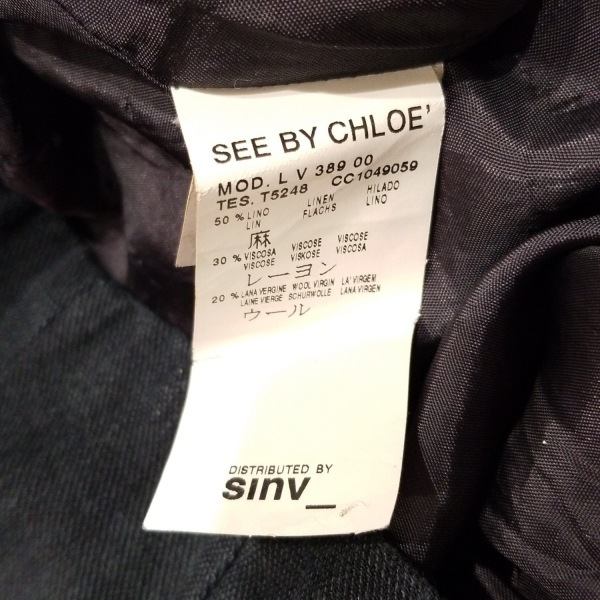 SEE BY CHLOE'
MOD. L V 389 00
TES. T5248 CC1049059
50 % LINO LINEN HILADO
LIN FLACHS LINO
麻
30 % VISCOSA VISCOSE VISCOSE
VISCOSE VISKOSE VISCOSA
レーヨン
20 % LANA VERGINE WOOL VIRGIN LA' VIRGEM
LAINE VIERGE SCHURWOLLE LANA VIRGEN
ウール
DISTRIBUTED BY
sinv_